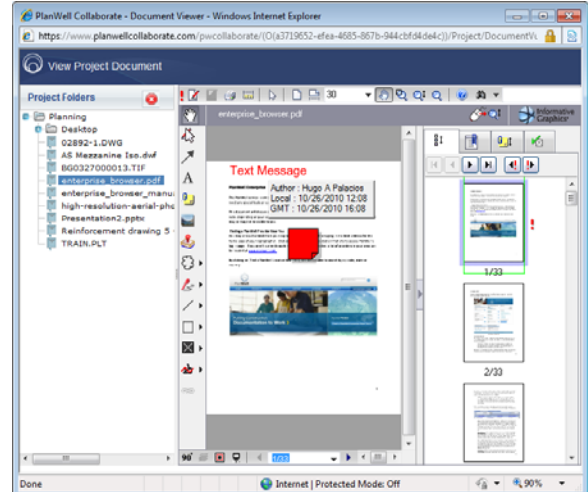 PlanWell Collaborate - Document Viewer - Windows Internet Explorer
https://www.planwellcollaborate.com/pwcollaborate/(O(a3719652-efea-4685-867b-944cbfd4de4c))/Project/DocumentVi
View Project Document
Project Folders
Planning
Desktop
02892-1.DWG
AS Mezzanine Iso.dwf
BG0327000013.TIF
enterprise_browser.pdf
enterprise_browser_manu
high-resolution-aerial-pho
Presentation2.pptx
Reinforcement drawing 5
TRAIN.PLT
30
enterprise_browser.pdf
Informative
Graphics
Text Message
Author : Hugo A Palacios
Local : 10/26/2010 12:08
GMT : 10/26/2010 16:08
1/33
2/33
90°
1/33
Done
Internet | Protected Mode: Off
90%